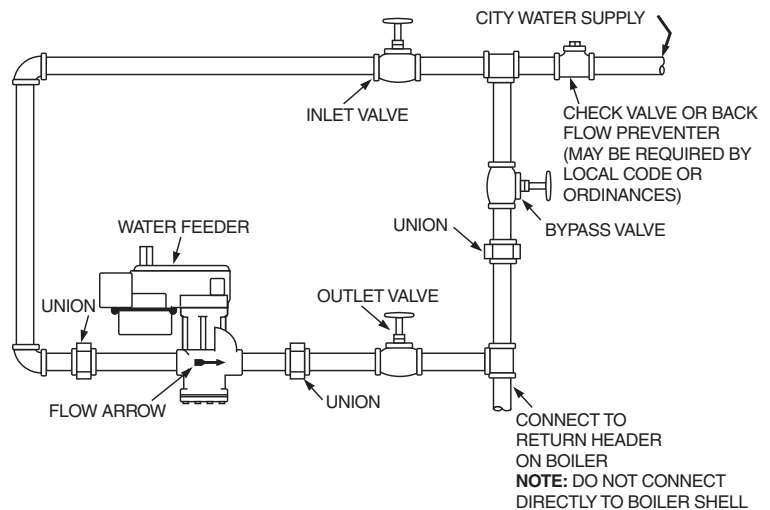 CITY WATER SUPPLY
INLET VALVE
CHECK VALVE OR BACK
FLOW PREVENTER
(MAY BE REQUIRED BY
LOCAL CODE OR
ORDINANCES)
WATER FEEDER
UNION
BYPASS VALVE
UNION
OUTLET VALVE
FLOW ARROW
UNION
CONNECT TO
RETURN HEADER
ON BOILER
NOTE: DO NOT CONNECT
DIRECTLY TO BOILER SHELL